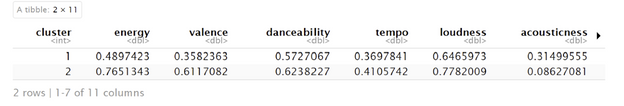 A tibble: 2 × 11
cluster energy valence danceability tempo loudness acousticness
<int> <dbl> <dbl> <dbl> <dbl> <dbl> <dbl>
1 0.4897423 0.3582363 0.5727067 0.3697841 0.6465973 0.31499555
2 0.7651343 0.6117082 0.6238227 0.4105742 0.7782009 0.08627081
2 rows | 1-7 of 11 columns